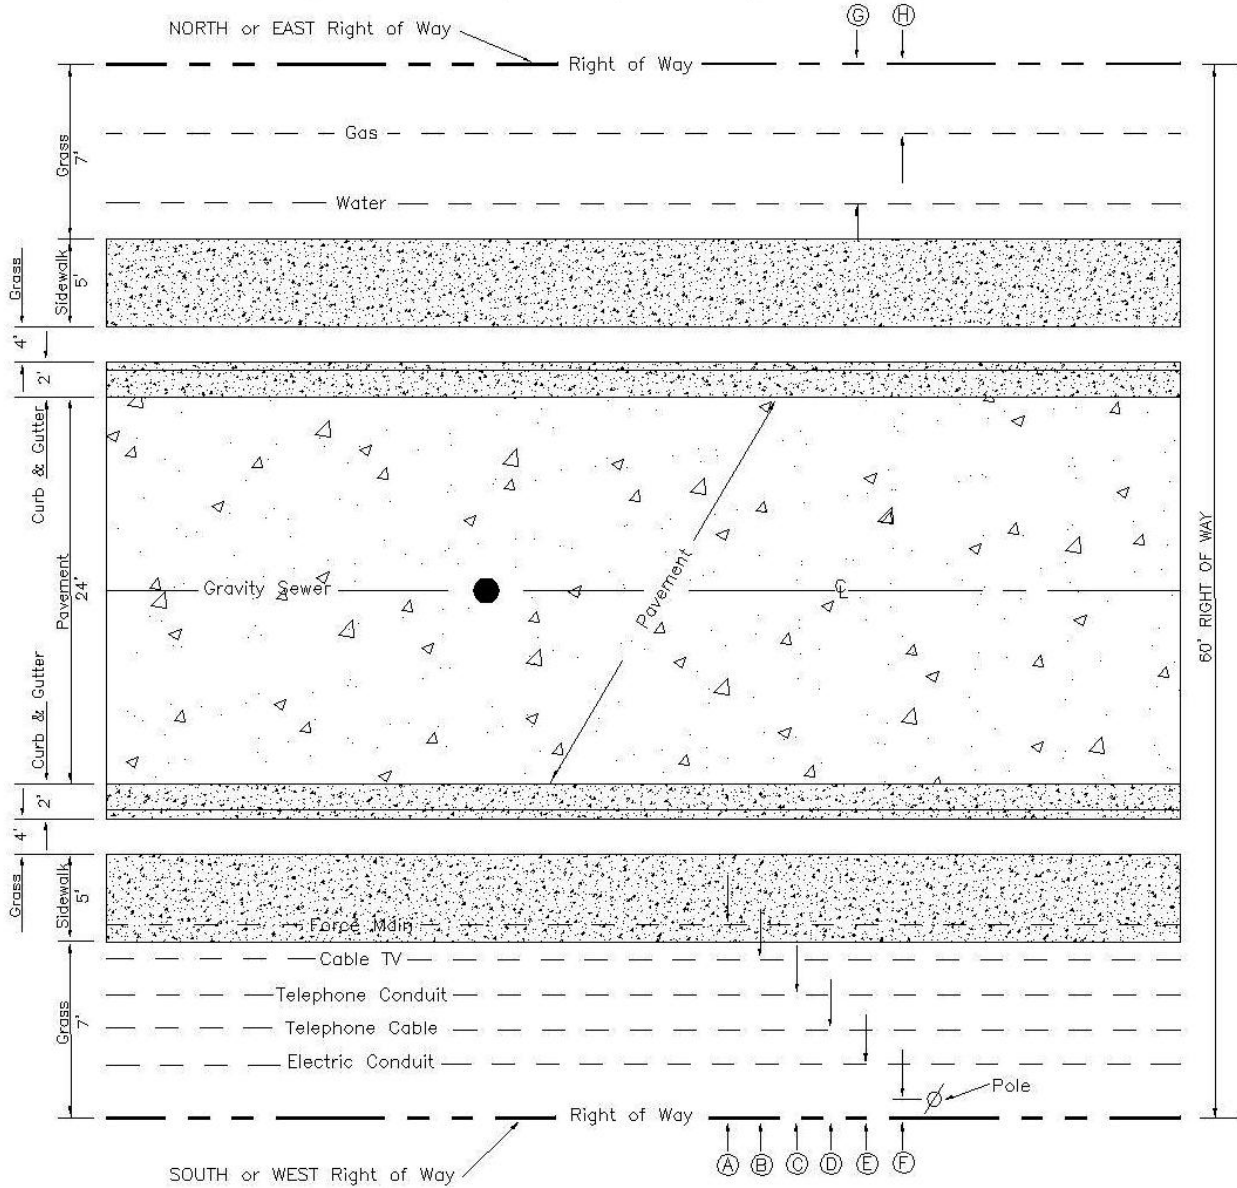 G H
NORTH or EAST Right of Way
Right of Way
Grass
7'
Gas
Water
Grass
Sidewalk
5'
4'
2'
Curb & Gutter
Pavement
24'
Gravity Sewer
Pavement
CL
60' RIGHT OF WAY
Curb & Gutter
2'
4'
Grass
Sidewalk
5'
Force Main
Cable TV
Telephone Conduit
Grass
7'
Telephone Cable
Electric Conduit
Pole
Right of Way
A B C D E F
SOUTH or WEST Right of Way